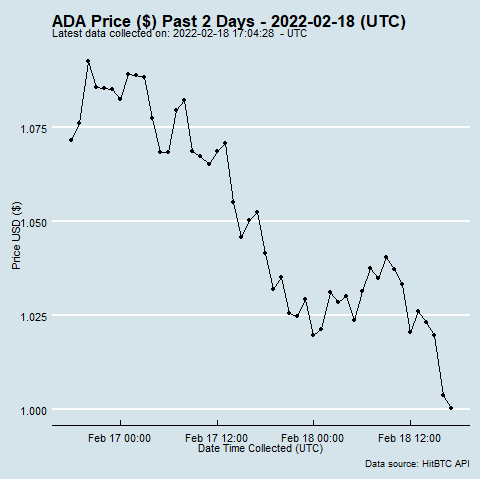 ADA Price ($) Past 2 Days - 2022-02-18 (UTC)
Latest data collected on: 2022-02-18 17:04:28 - UTC
Price USD ($)
1.075
1.050
1.025
1.000
Feb 17 00:00 Feb 17 12:00 Feb 18 00:00 Feb 18 12:00
Date Time Collected (UTC)
Data source: HitBTC API